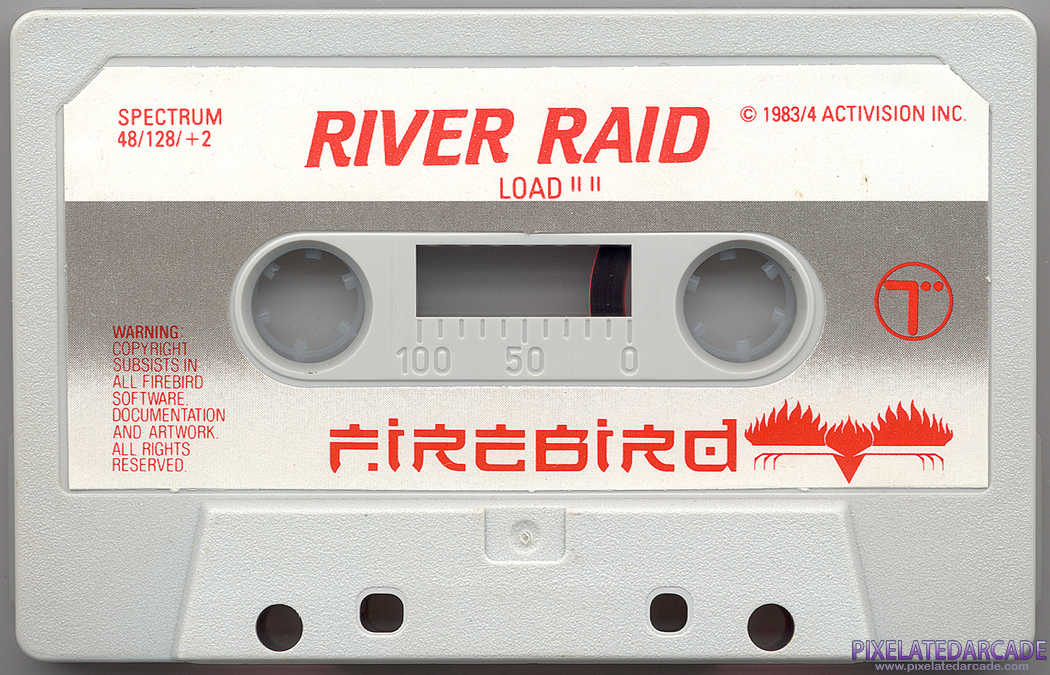 SPECTRUM
48/128/+2
RIVER RAID
LOAD " "
© 1983/4 ACTIVISION INC.
100 50 0
WARNING:
COPYRIGHT
SUBSISTS IN
ALL FIREBIRD
SOFTWARE.
DOCUMENTATION
AND ARTWORK.
ALL RIGHTS
RESERVED.
FIREBIRD
PIXELATEDARCADE
www.pixelatedarcade.com